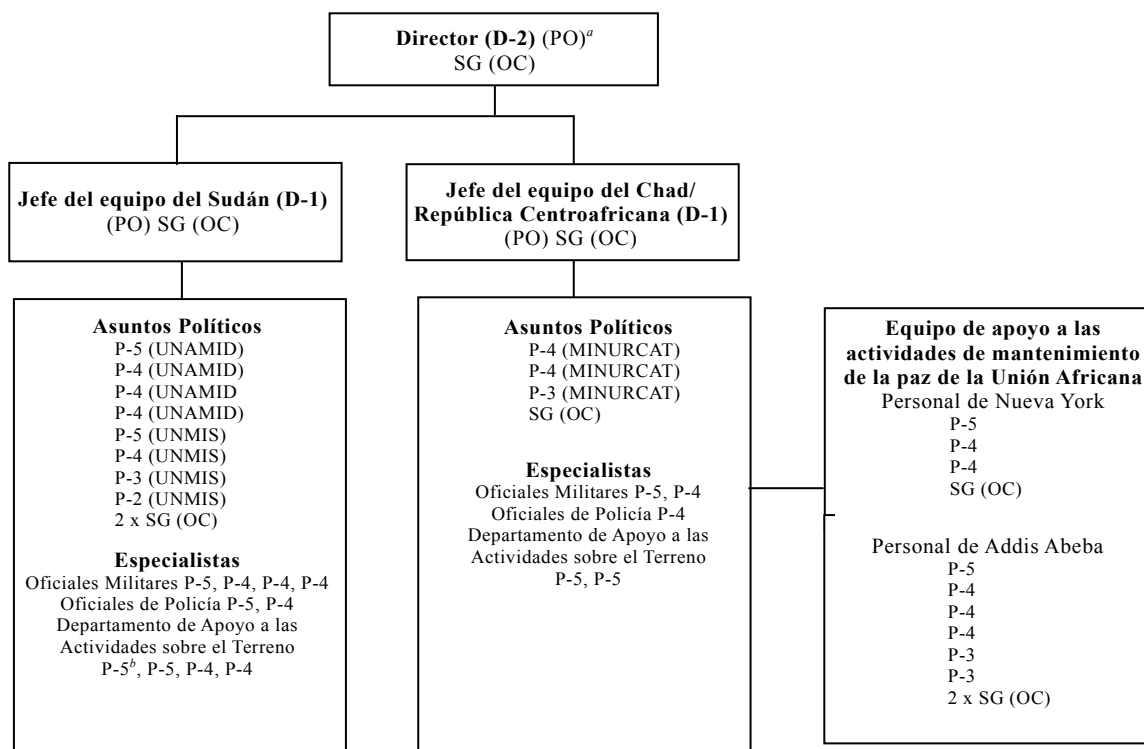 Director (D-2) (PO)a
SG (OC)
Jefe del equipo del Sudán (D-1)
(PO) SG (OC)
Jefe del equipo del Chad/
República Centroafricana (D-1)
(PO) SG (OC)
Asuntos Políticos
P-5 (UNAMID)
P-4 (UNAMID)
P-4 (UNAMID
P-4 (UNAMID)
P-5 (UNMIS)
P-4 (UNMIS)
P-3 (UNMIS)
P-2 (UNMIS)
2 x SG (OC)
Especialistas
Oficiales Militares P-5, P-4, P-4, P-4
Oficiales de Policía P-5, P-4
Departamento de Apoyo a las
Actividades sobre el Terreno
P-5b, P-5, P-4, P-4
Asuntos Políticos
P-4 (MINURCAT)
P-4 (MINURCAT)
P-3 (MINURCAT)
SG (OC)
Especialistas
Oficiales Militares P-5, P-4
Oficiales de Policía P-4
Departamento de Apoyo a las
Actividades sobre el Terreno
P-5, P-5
Equipo de apoyo a las
actividades de mantenimiento
de la paz de la Unión Africana
Personal de Nueva York
P-5
P-4
P-4
SG (OC)
Personal de Addis Abeba
P-5
P-4
P-4
P-4
P-3
P-3
2 x SG (OC)